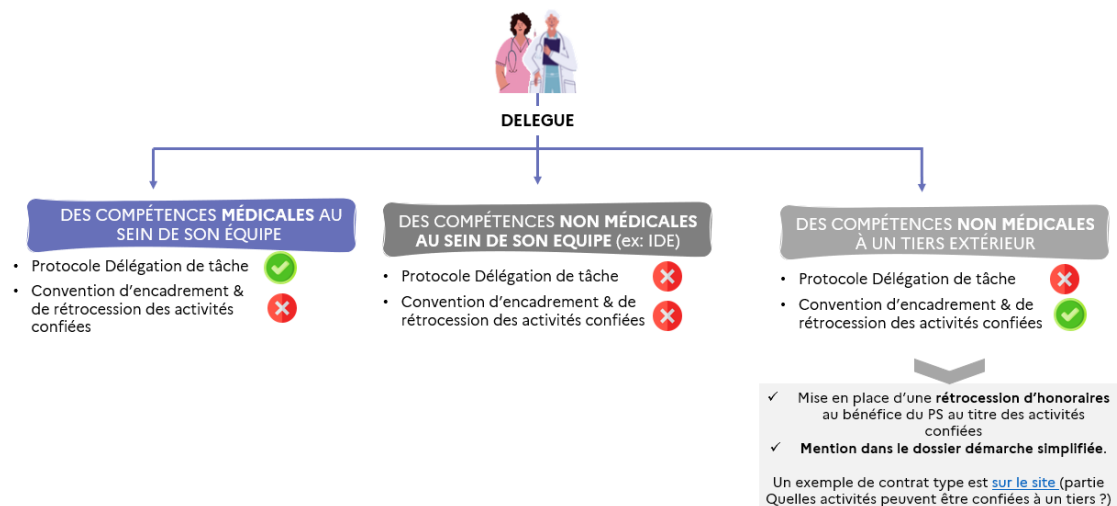 DELEGUE
DES COMPÉTENCES MÉDICALES AU
SEIN DE SON ÉQUIPE
• Protocole Délégation de tâche
• Convention d'encadrement &
de rétrocession des activités
confiées
DES COMPÉTENCES NON MÉDICALES
AU SEIN DE SON EQUIPE (ex: IDE)
• Protocole Délégation de tâche
• Convention d'encadrement & de
rétrocession des activités confiées
DES COMPÉTENCES NON MÉDICALES
À UN TIERS EXTÉRIEUR
• Protocole Délégation de tâche
• Convention d'encadrement & de
rétrocession des activités confiées
✓ Mise en place d'une rétrocession d'honoraires
au bénéfice du PS au titre des activités
confiées
✓ Mention dans le dossier démarche simplifiée.
Un exemple de contrat type est sur le site (partie
Quelles activités peuvent être confiées à un tiers ?)